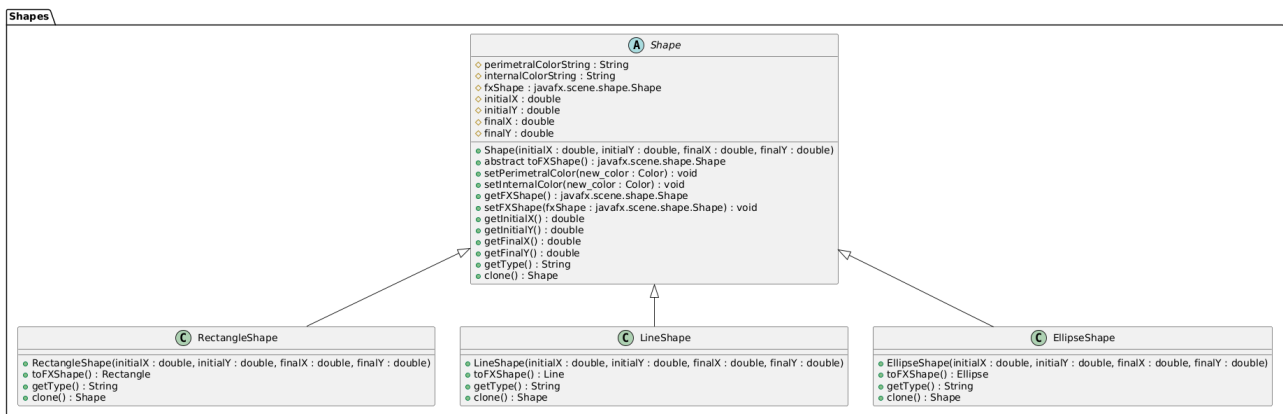 Shapes
A Shape
perimetralColorString : String
internalColorString : String
fxShape : javafx.scene.shape.Shape
initialX : double
initialY : double
finalX : double
finalY : double
Shape(initialX : double, initialY : double, finalX : double, finalY : double)
abstract toFXShape() : javafx.scene.shape.Shape
setPerimetralColor(new_color : Color) : void
setInternalColor(new_color : Color) : void
getFXShape() : javafx.scene.shape.Shape
setFXShape(fxShape : javafx.scene.shape.Shape) : void
getInitialX() : double
getInitialY() : double
getFinalX() : double
getFinalY() : double
getType() : String
clone() : Shape
C RectangleShape
RectangleShape(initialX : double, initialY : double, finalX : double, finalY : double)
toFXShape() : Rectangle
getType() : String
clone() : Shape
C LineShape
LineShape(initialX : double, initialY : double, finalX : double, finalY : double)
toFXShape() : Line
getType() : String
clone() : Shape
C EllipseShape
EllipseShape(initialX : double, initialY : double, finalX : double, finalY : double)
toFXShape() : Ellipse
getType() : String
clone() : Shape